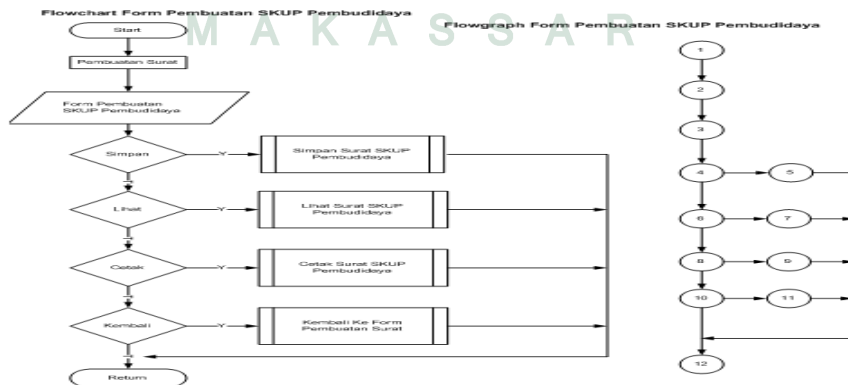 Flowchart Form Pembuatan SKUP Pembudidaya
Start
Pembuatan Surat
Form Pembuatan
SKUP Pembudidaya
Simpan
Y
Simpan Surat SKUP
Pembudidaya
T
Lihat
Y
Lihat Surat SKUP
Pembudidaya
T
Cetak
Y
Cetak Surat SKUP
Pembudidaya
T
Kembali
Y
Kembali Ke Form
Pembuatan Surat
T
Return
MAKASSAR
Flowgraph Form Pembuatan SKUP Pembudidaya
1
2
3
4
5
6
7
8
9
10
11
12